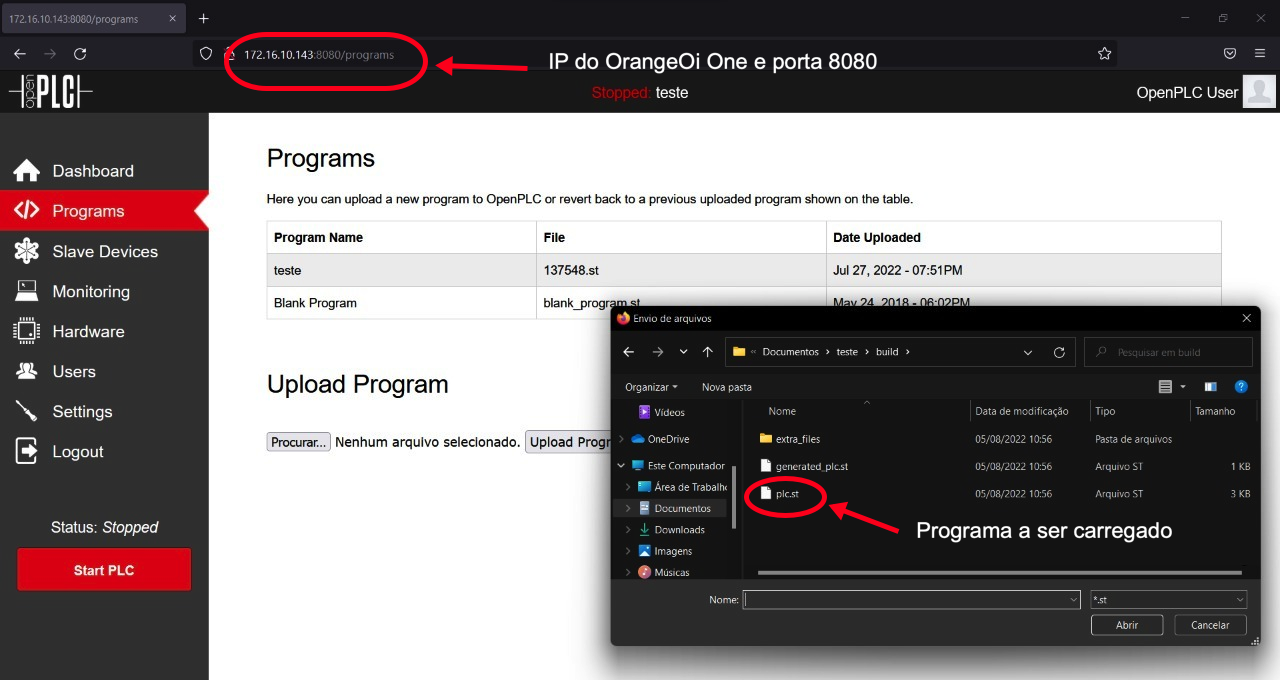 172.16.10.143:8080/programs
172.16.10.143:8080/programs
IP do OrangeOi One e porta 8080
open PLC
Stopped: teste
OpenPLC User
Dashboard
Programs
Slave Devices
Monitoring
Hardware
Users
Settings
Logout
Status: Stopped
Start PLC
Programs
Here you can upload a new program to OpenPLC or revert back to a previous uploaded program shown on the table.
Program Name File Date Uploaded
teste 137548.st Jul 27, 2022 - 07:51PM
Blank Program blank_program.st May 24, 2018 - 06:02PM
Upload Program
Procurar... Nenhum arquivo selecionado. Upload Progr
Envio de arquivos
« Documentos › teste › build ›
Pesquisar em build
Organizar Nova pasta
Vídeos
OneDrive
Este Computador
Área de Trabalh
Documentos
Downloads
Imagens
Músicas
Nome Data de modificação Tipo Tamanho
extra_files 05/08/2022 10:56 Pasta de arquivos
generated_plc.st 05/08/2022 10:56 Arquivo ST 1 KB
plc.st 05/08/2022 10:56 Arquivo ST 3 KB
Programa a ser carregado
Nome: *.st
Abrir Cancelar